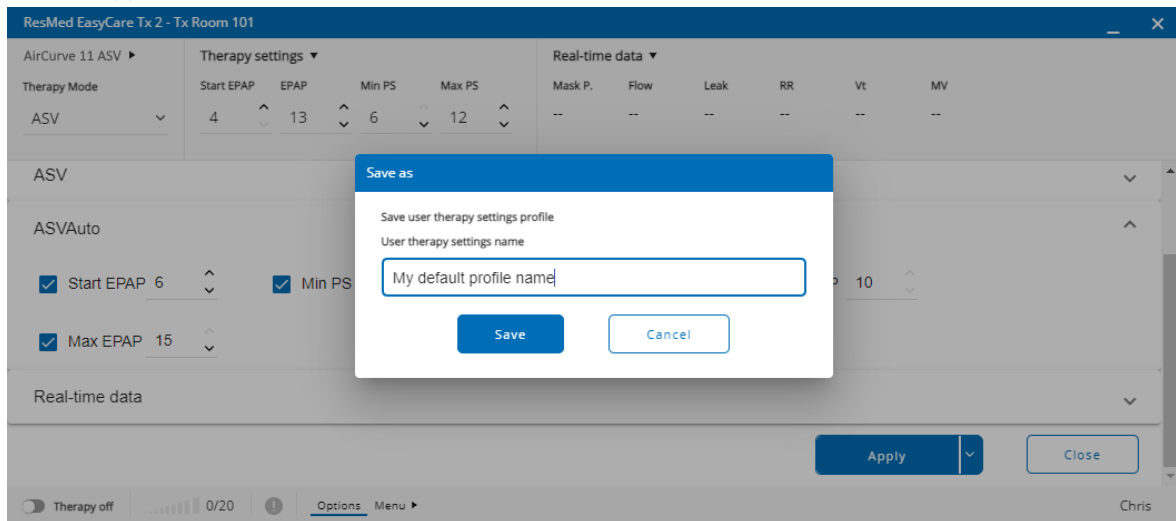 ResMed EasyCare Tx 2 - Tx Room 101
AirCurve 11 ASV
Therapy settings
Real-time data
Therapy Mode
Start EPAP EPAP Min PS Max PS
Mask P. Flow Leak RR Vt MV
ASV
4 13 6 12
-- -- -- -- -- --
ASV
Save as
Save user therapy settings profile
User therapy settings name
My default profile name
Save Cancel
ASVAuto
Start EPAP 6
Min PS
10
Max EPAP 15
Real-time data
Apply Close
Therapy off 0/20 ! Options Menu Chris